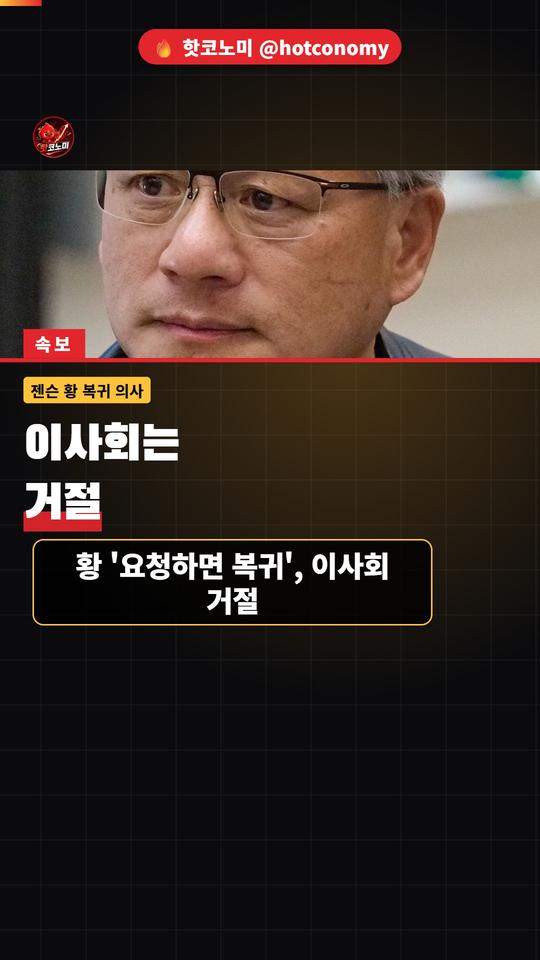 핫코노미 @hotconomy
핫코노미
속보
젠슨 황 복귀 의사
이사회는
거절
황 '요청하면 복귀', 이사회
거절